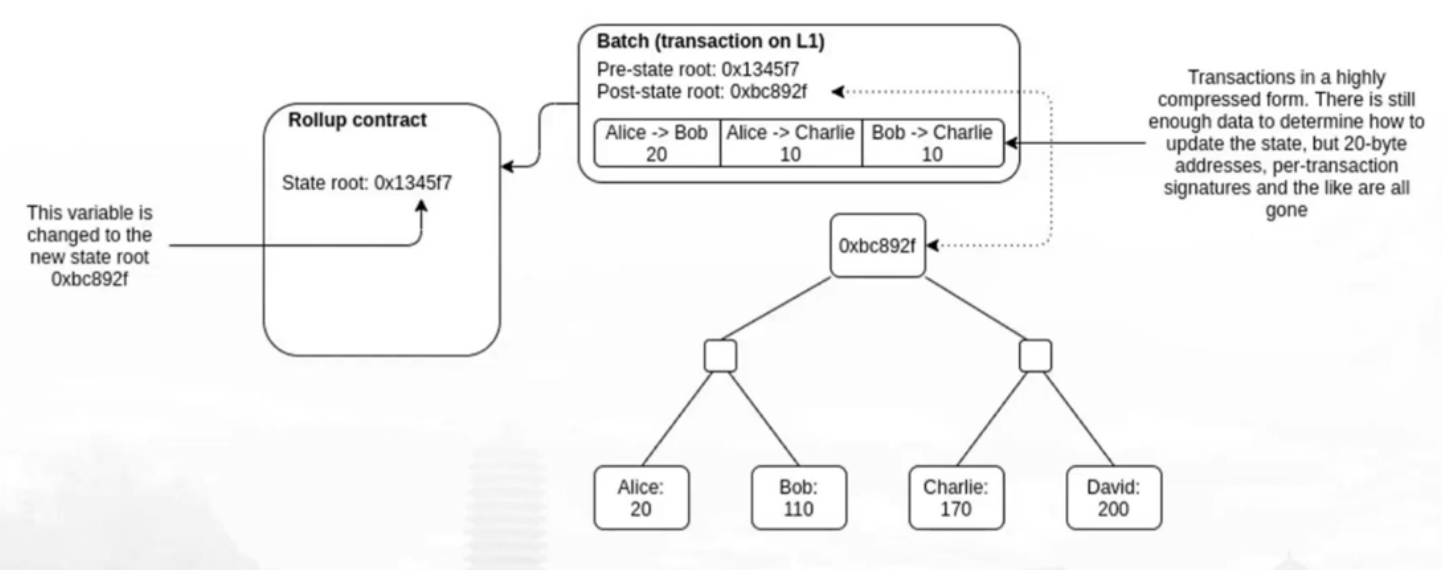 Batch (transaction on L1)
Pre-state root: 0x1345f7
Post-state root: 0xbc892f
Alice -> Bob
20
Alice -> Charlie
10
Bob -> Charlie
10
Transactions in a highly
compressed form. There is still
enough data to determine how to
update the state, but 20-byte
addresses, per-transaction
signatures and the like are all
gone
Rollup contract
State root: 0x1345f7
This variable is
changed to the
new state root
0xbc892f
0xbc892f
Alice:
20
Bob:
110
Charlie:
170
David:
200